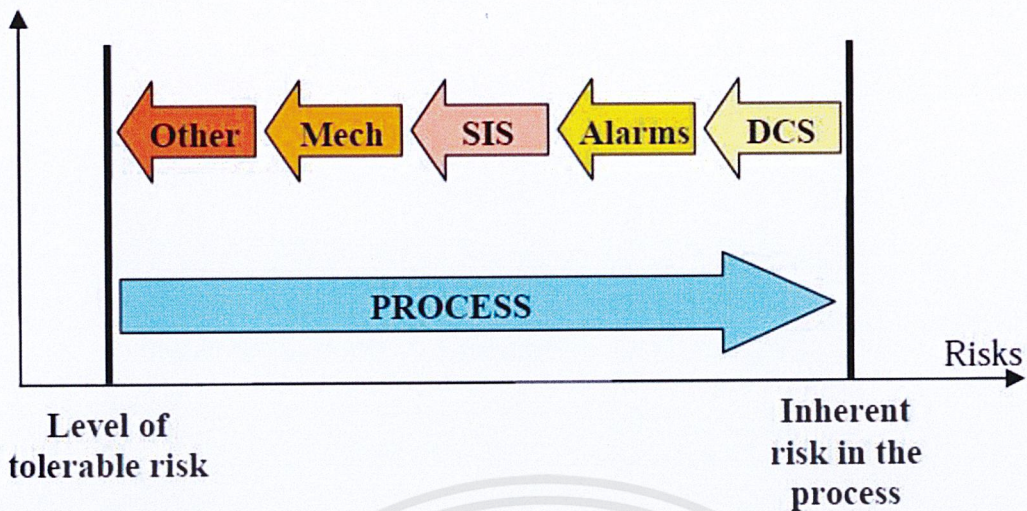 Other Mech SIS Alarms DCS
PROCESS
Risks
Level of
tolerable risk
Inherent
risk in the
process